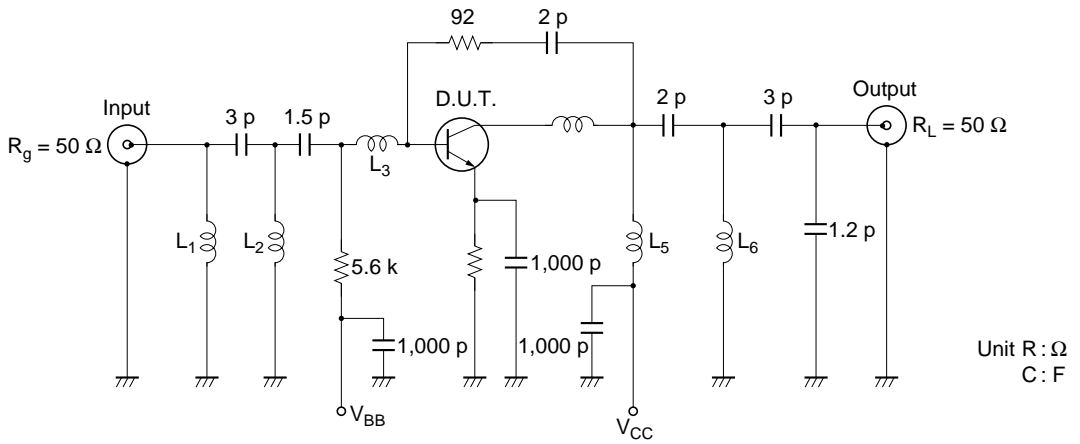 92
2 p
Input
3 p
1.5 p
D.U.T.
2 p
3 p
Output
R_g = 50 Ω
R_L = 50 Ω
L_3
L_1
L_2
5.6 k
1,000 p
L_5
L_6
1.2 p
1,000 p
1,000 p
Unit R : Ω
C : F
V_BB
V_CC